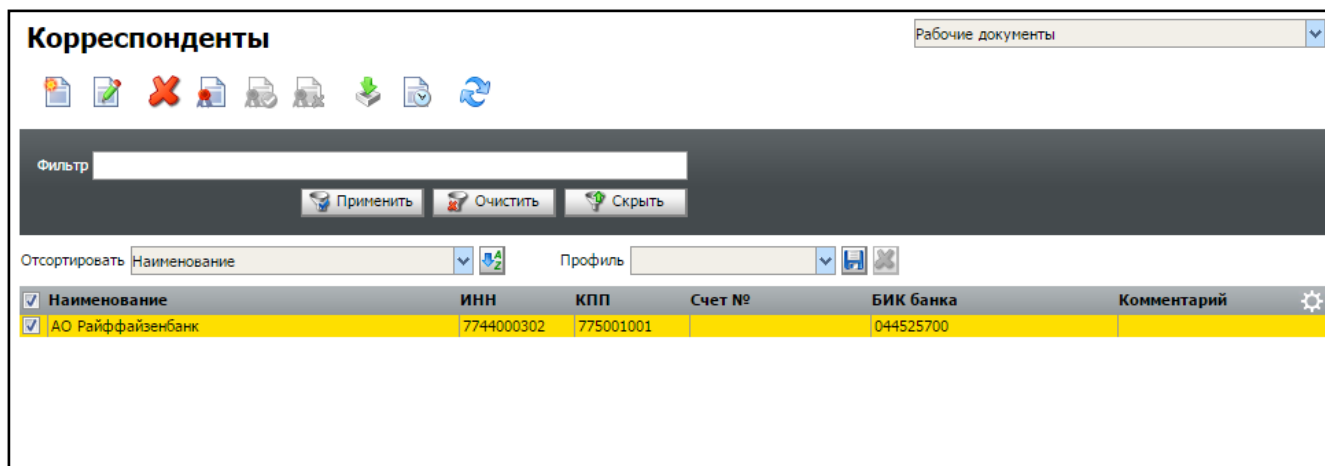 Корреспонденты
Рабочие документы
Фильтр
Применить Очистить Скрыть
Отсортировать Наименование Профиль
Наименование ИНН КПП Счет № БИК банка Комментарий
АО Райффайзенбанк 7744000302 775001001 044525700